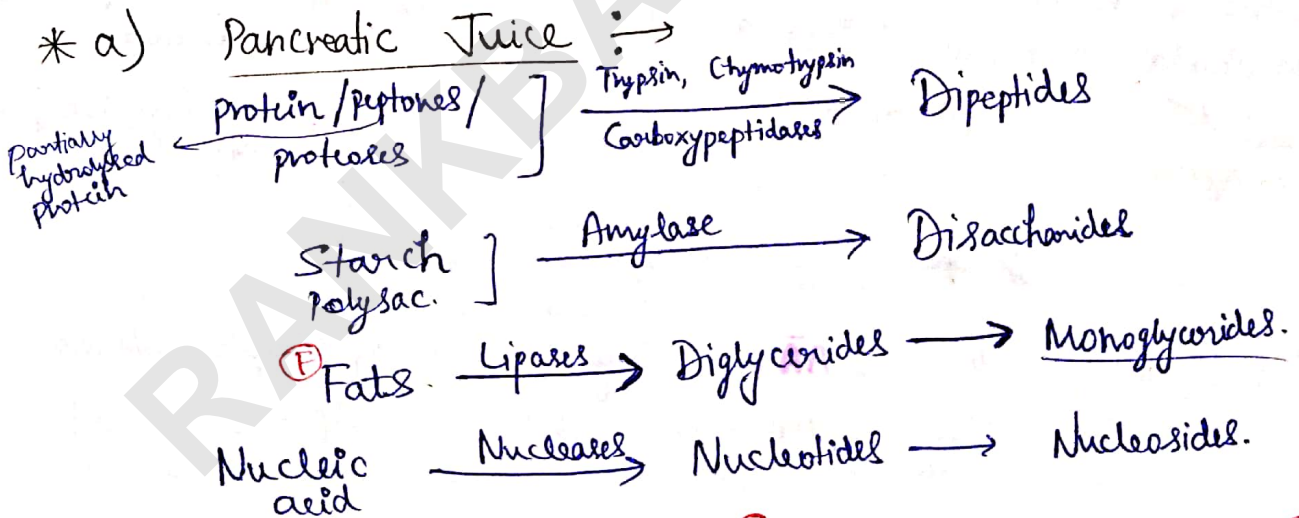 * a) Pancreatic Juice :→
protein/peptones/ proteoses ] Trypsin, Chymotrypsin Carboxypeptidases → Dipeptides
← Partially hydrolysed protein
Starch Polysac. ] Amylase → Disaccharides
(F) Fats. Lipases → Diglycerides → Monoglycerides.
Nucleic acid Nucleases → Nucleotides → Nucleosides.
RANKBA